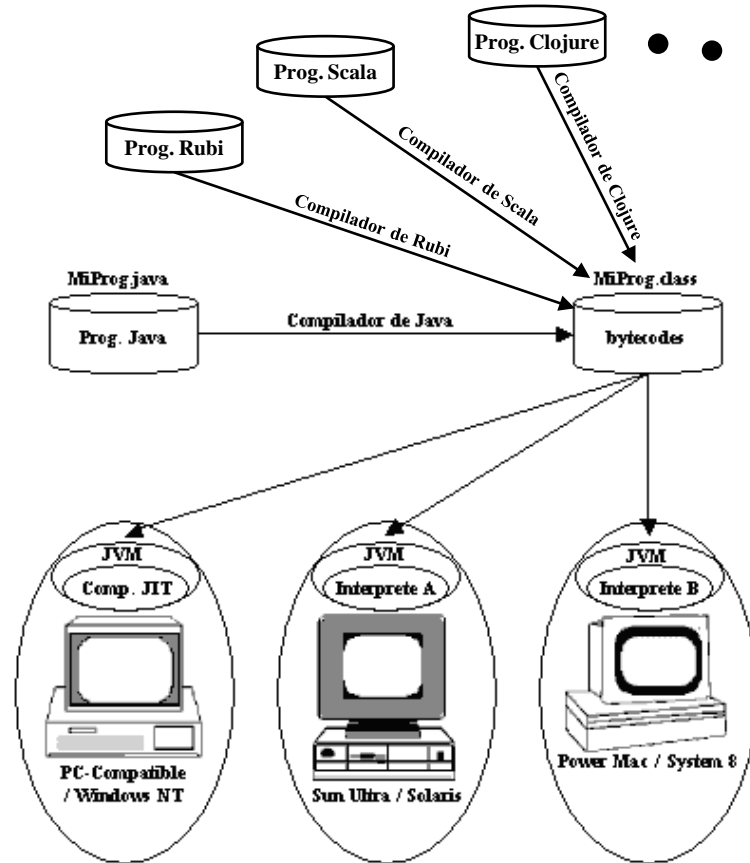 Prog. Clojure
Prog. Scala
Prog. Rubi
Compilador de Clojure
Compilador de Scala
Compilador de Rubi
MiProg.java
MiProg.class
Prog. Java
Compilador de Java
bytecodes
JVM
Comp. JIT
JVM
Interprete A
JVM
Interprete B
PC-Compatible
/ Windows NT
Sun Ultra / Solaris
Power Mac / System 8